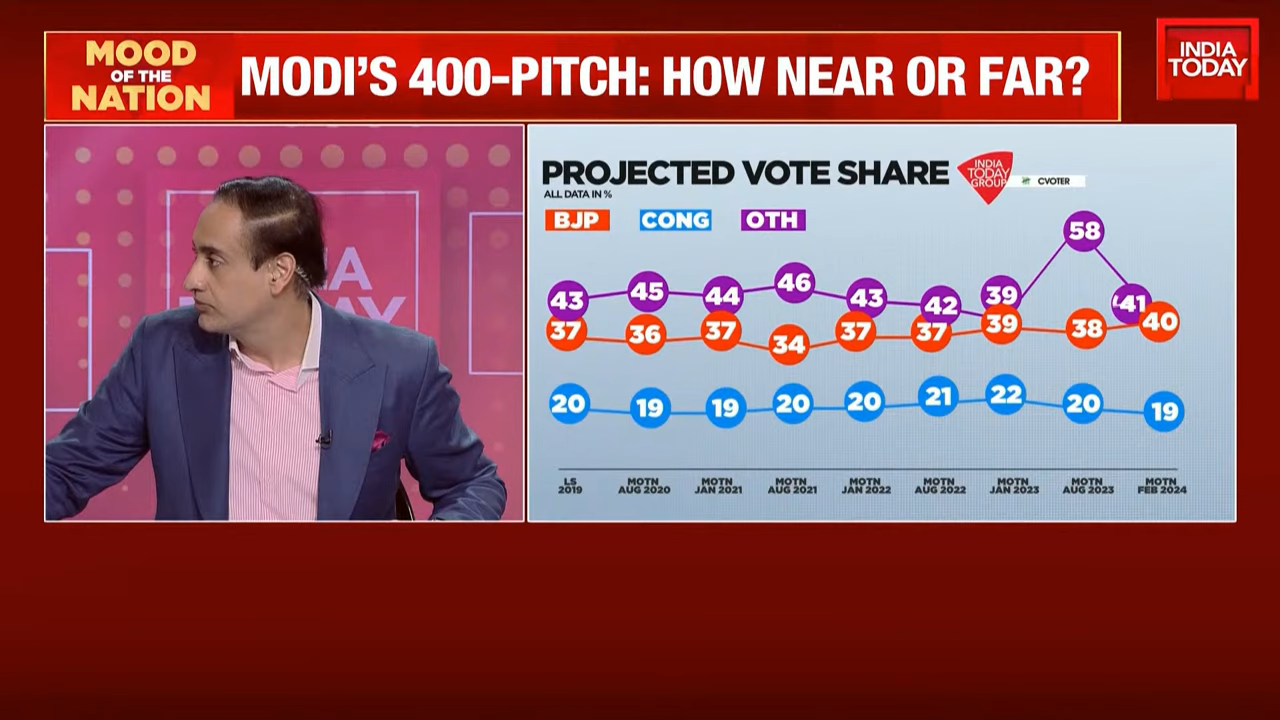 MOOD
OF THE
NATION
MODI'S 400-PITCH: HOW NEAR OR FAR?
INDIA
TODAY
PROJECTED VOTE SHARE
ALL DATA IN %
INDIA
TODAY
GROUP
CVOTER
BJP CONG OTH
43 45 44 46 43 42 39 58 41
37 36 37 34 37 37 39 38 40
20 19 19 20 20 21 22 20 19
LS
2019
MOTN
AUG 2020
MOTN
JAN 2021
MOTN
AUG 2021
MOTN
JAN 2022
MOTN
AUG 2022
MOTN
JAN 2023
MOTN
AUG 2023
MOTN
FEB 2024